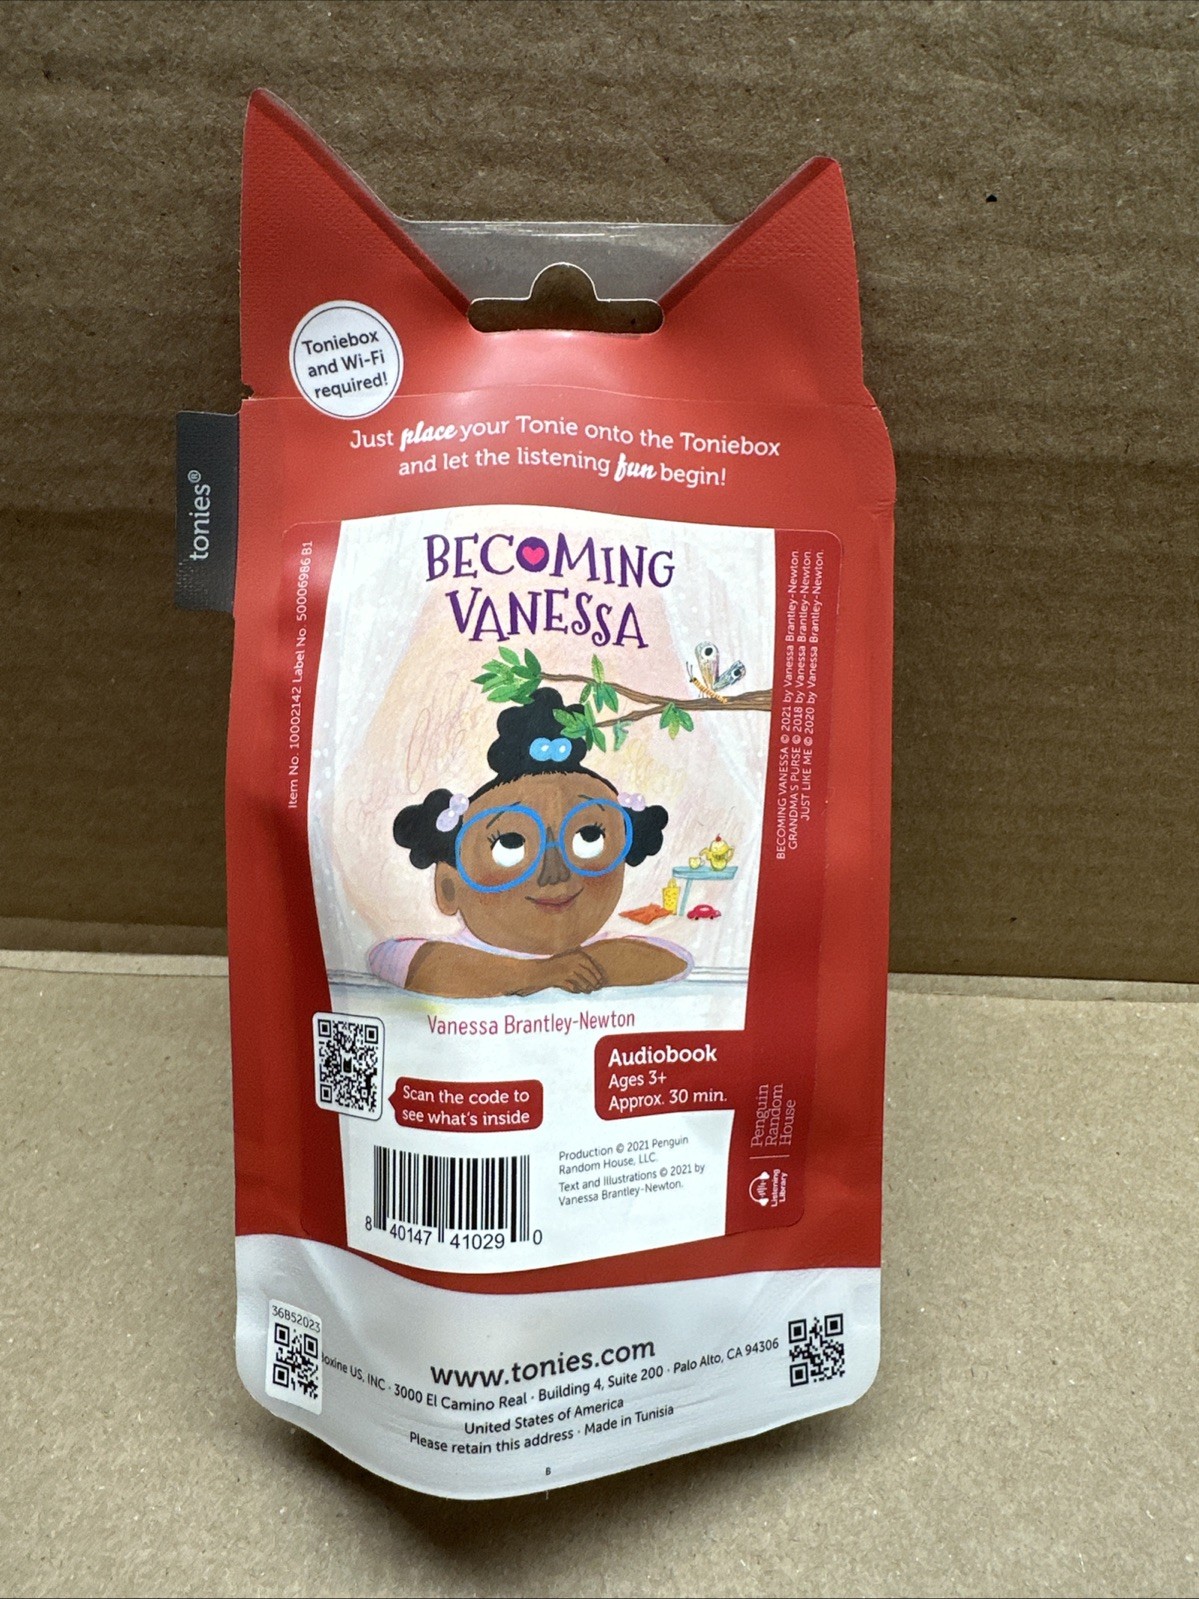 Toniebox
and Wi-Fi
required!
Just place your Tonie onto the Toniebox
and let the listening fun begin!
tonies®
Item No. 10002142 Label No. 50006986 B1
BECOMING
VANESSA
BECOMING VANESSA © 2021 by Vanessa Brantley-Newton.
GRANDMA'S PURSE © 2018 by Vanessa Brantley-Newton.
JUST LIKE ME © 2020 by Vanessa Brantley-Newton.
Vanessa Brantley-Newton
Audiobook
Ages 3+
Approx. 30 min.
Scan the code to
see what's inside
Penguin
Random
House
Listening
Library
Production © 2021 Penguin
Random House, LLC.
Text and Illustrations © 2021 by
Vanessa Brantley-Newton.
8 40147 41029 0
36B52023
www.tonies.com
US, INC · 3000 El Camino Real · Building 4, Suite 200 · Palo Alto, CA 94306
United States of America
Please retain this address · Made in Tunisia
B